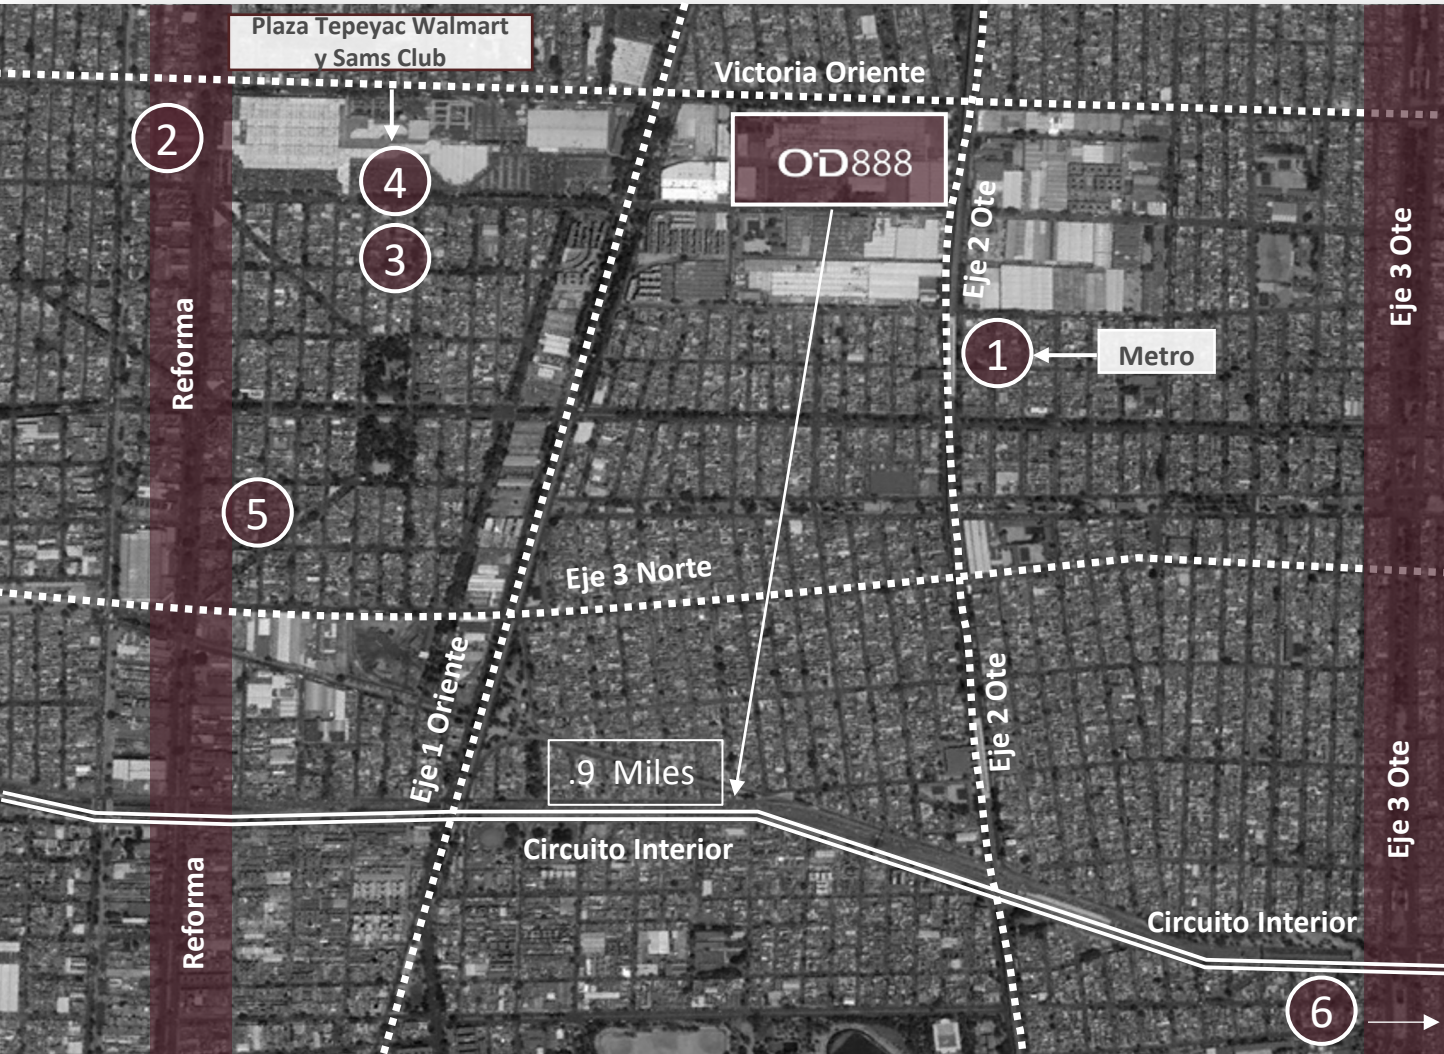 Plaza Tepeyac Walmart
y Sams Club
Victoria Oriente
2
OD888
4
Eje 2 Ote
Eje 3 Ote
3
Reforma
1
Metro
5
Eje 3 Norte
Eje 1 Oriente
Eje 2 Ote
.9 Miles
Eje 3 Ote
Circuito Interior
Reforma
Circuito Interior
6